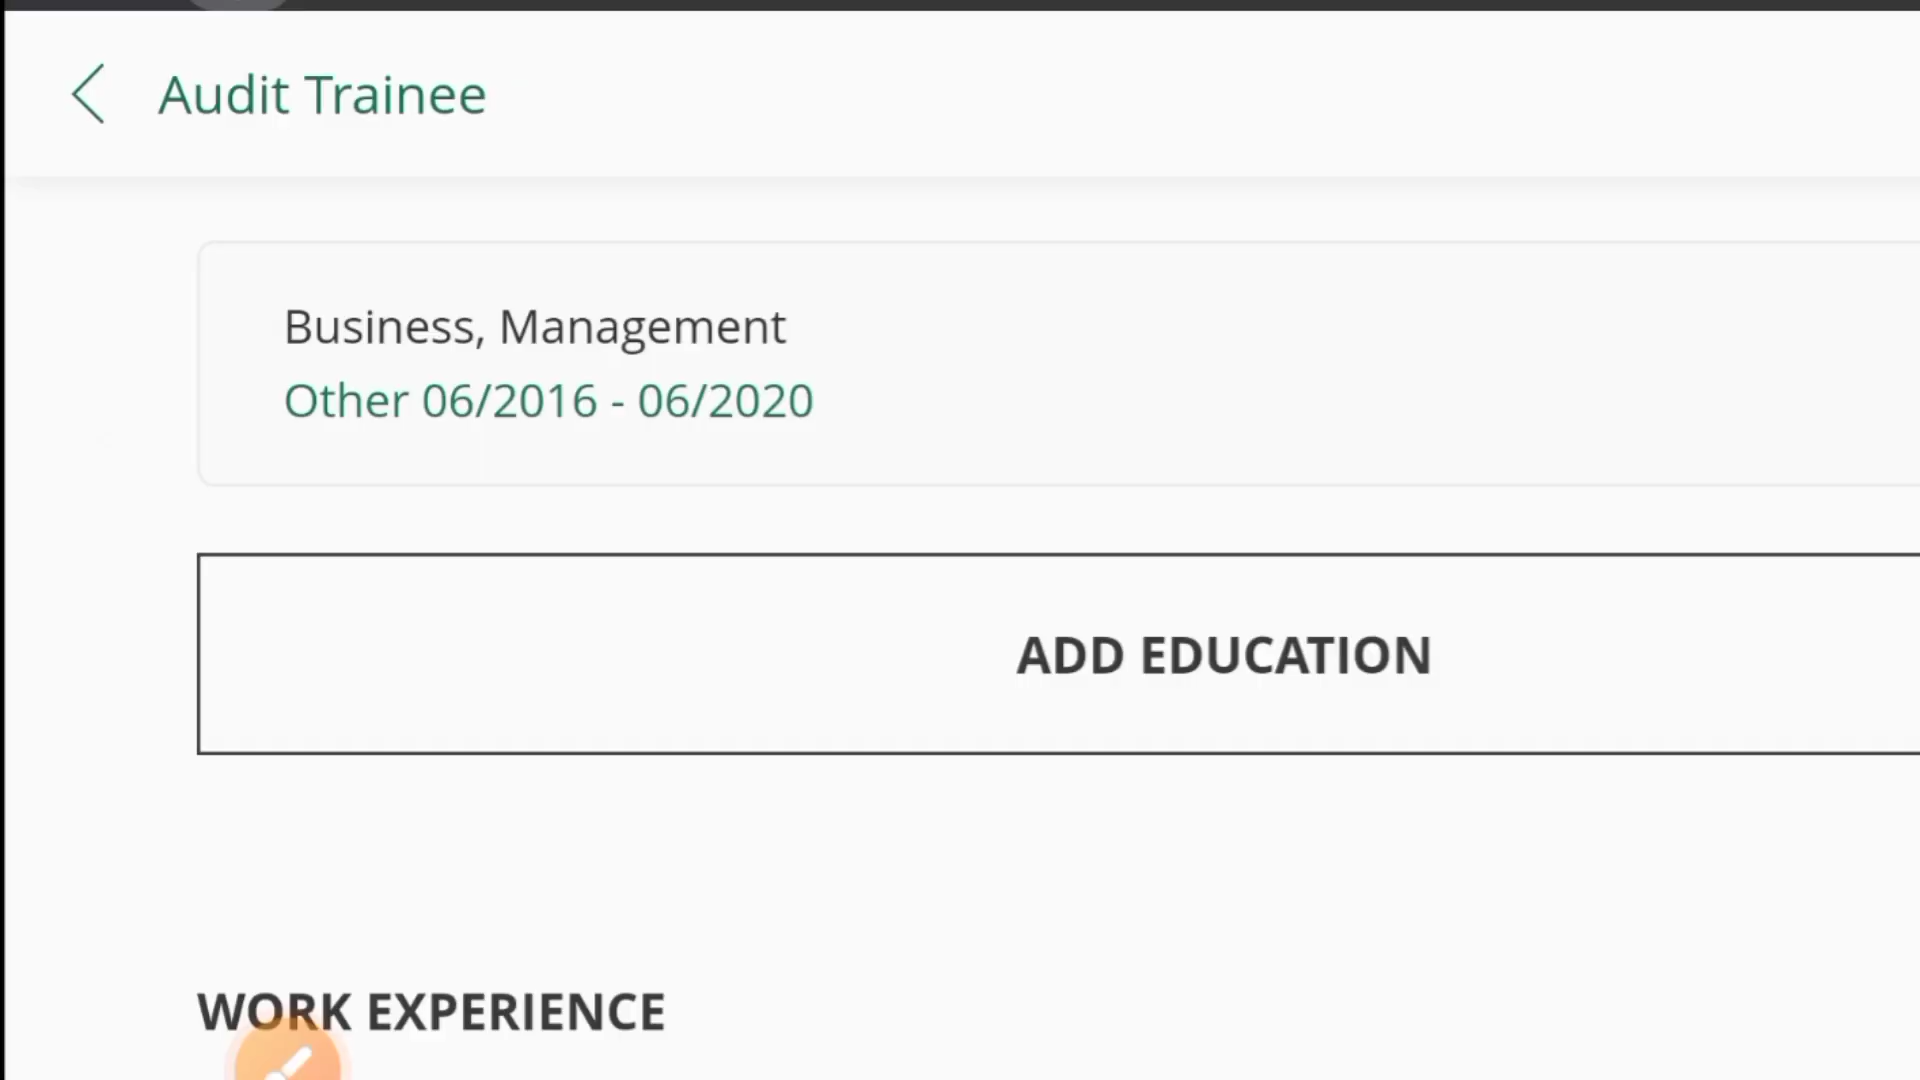 Audit Trainee
Business, Management
Other 06/2016 - 06/2020
ADD EDUCATION
WORK EXPERIENCE